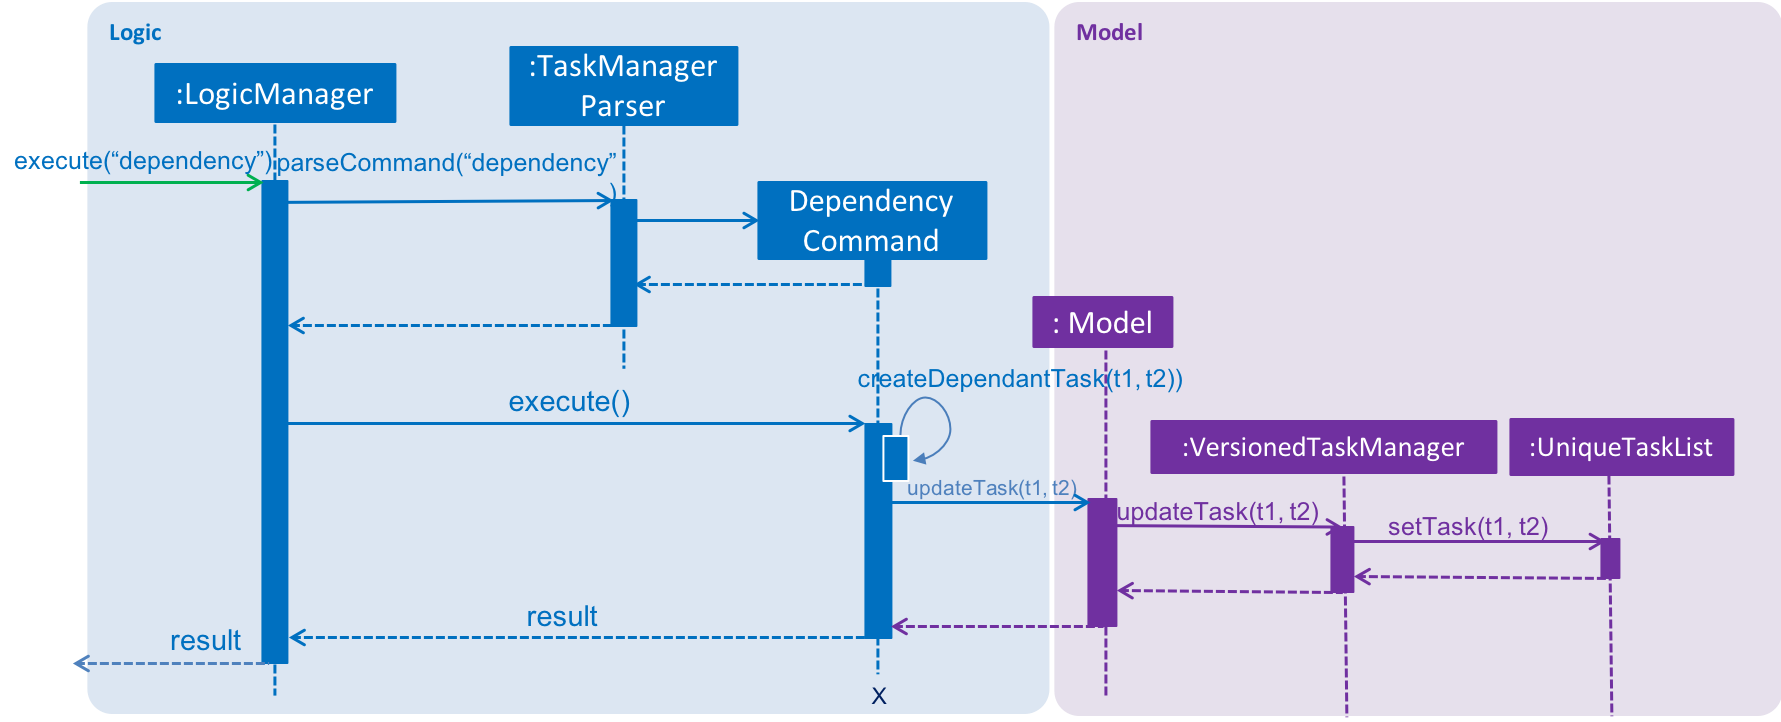 Logic
Model
:LogicManager
:TaskManager
Parser
execute(“dependency”)
parseCommand(“dependency”
)
Dependency
Command
: Model
createDependantTask(t1, t2))
execute()
:VersionedTaskManager
:UniqueTaskList
updateTask(t1, t2)
updateTask(t1, t2)
setTask(t1, t2)
result
result
X